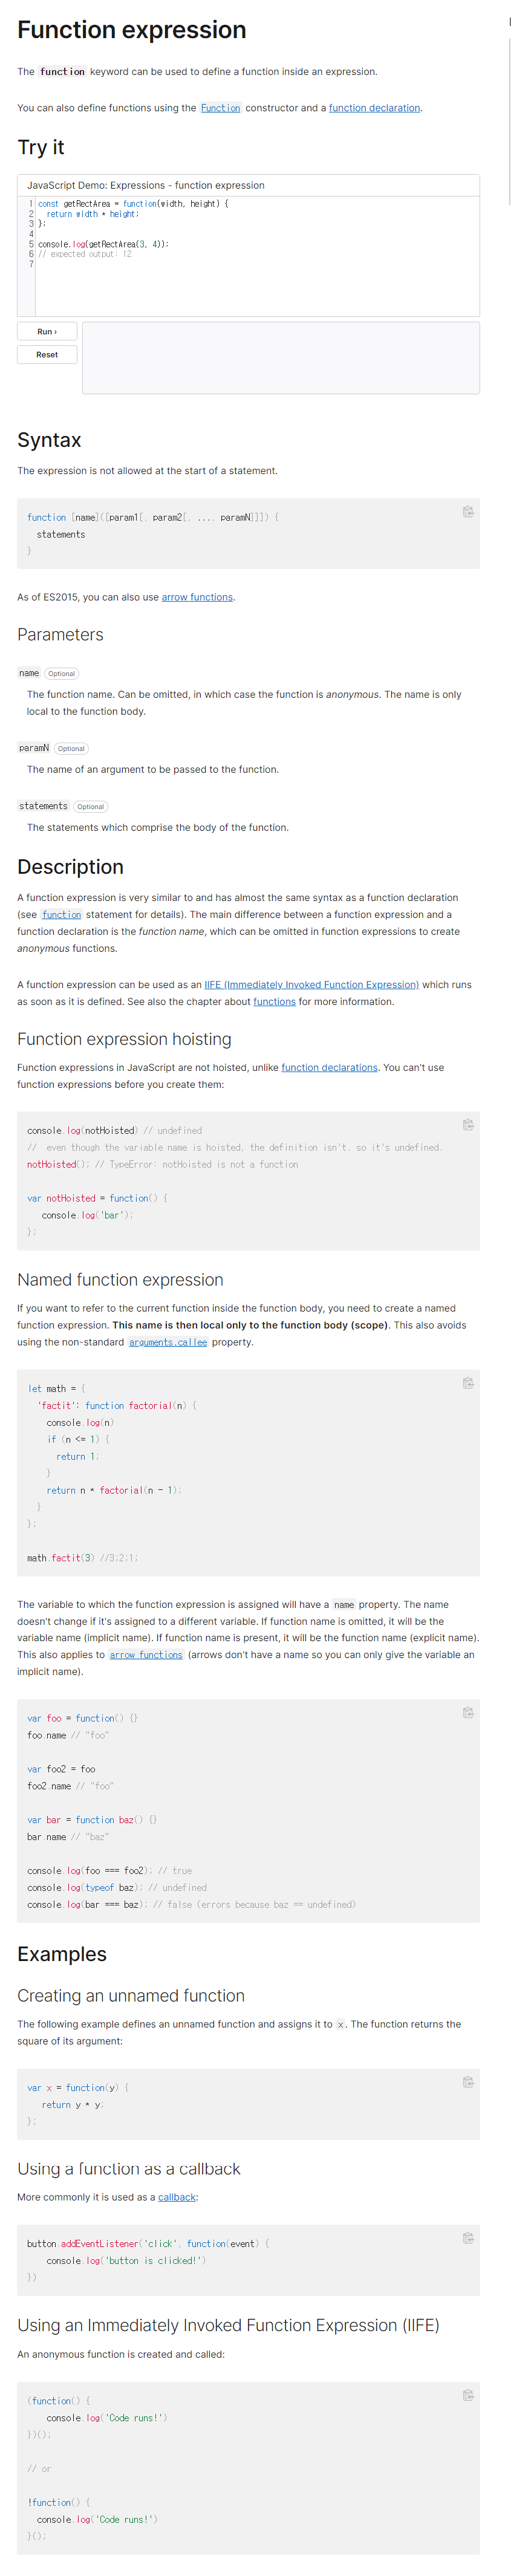 Function expression
The function keyword can be used to define a function inside an expression.
You can also define functions using the Function constructor and a function declaration.
Try it
JavaScript Demo: Expressions - function expression
1 const getRectArea = function(width, height) {
2   return width * height;
3 };
4
5 console.log(getRectArea(3, 4));
6 // expected output: 12
7
Run ›
Reset
Syntax
The expression is not allowed at the start of a statement.
function [name]([param1[, param2[, ..., paramN]]]) {
  statements
}
As of ES2015, you can also use arrow functions.
Parameters
name Optional
The function name. Can be omitted, in which case the function is anonymous. The name is only
local to the function body.
paramN Optional
The name of an argument to be passed to the function.
statements Optional
The statements which comprise the body of the function.
Description
A function expression is very similar to and has almost the same syntax as a function declaration
(see function statement for details). The main difference between a function expression and a
function declaration is the function name, which can be omitted in function expressions to create
anonymous functions.
A function expression can be used as an IIFE (Immediately Invoked Function Expression) which runs
as soon as it is defined. See also the chapter about functions for more information.
Function expression hoisting
Function expressions in JavaScript are not hoisted, unlike function declarations. You can't use
function expressions before you create them:
console.log(notHoisted) // undefined
//  even though the variable name is hoisted, the definition isn't. so it's undefined.
notHoisted(); // TypeError: notHoisted is not a function
var notHoisted = function() {
   console.log('bar');
};
Named function expression
If you want to refer to the current function inside the function body, you need to create a named
function expression. This name is then local only to the function body (scope). This also avoids
using the non-standard arguments.callee property.
let math = {
  'factit': function factorial(n) {
    console.log(n)
    if (n <= 1) {
      return 1;
    }
    return n * factorial(n - 1);
  }
};
math.factit(3) //3;2;1;
The variable to which the function expression is assigned will have a name property. The name
doesn't change if it's assigned to a different variable. If function name is omitted, it will be the
variable name (implicit name). If function name is present, it will be the function name (explicit name).
This also applies to arrow functions (arrows don't have a name so you can only give the variable an
implicit name).
var foo = function() {}
foo.name // "foo"
var foo2 = foo
foo2.name // "foo"
var bar = function baz() {}
bar.name // "baz"
console.log(foo === foo2); // true
console.log(typeof baz); // undefined
console.log(bar === baz); // false (errors because baz == undefined)
Examples
Creating an unnamed function
The following example defines an unnamed function and assigns it to x. The function returns the
square of its argument:
var x = function(y) {
   return y * y;
};
Using a function as a callback
More commonly it is used as a callback:
button.addEventListener('click', function(event) {
    console.log('button is clicked!')
})
Using an Immediately Invoked Function Expression (IIFE)
An anonymous function is created and called:
(function() {
    console.log('Code runs!')
})();
// or
!function() {
  console.log('Code runs!')
}();